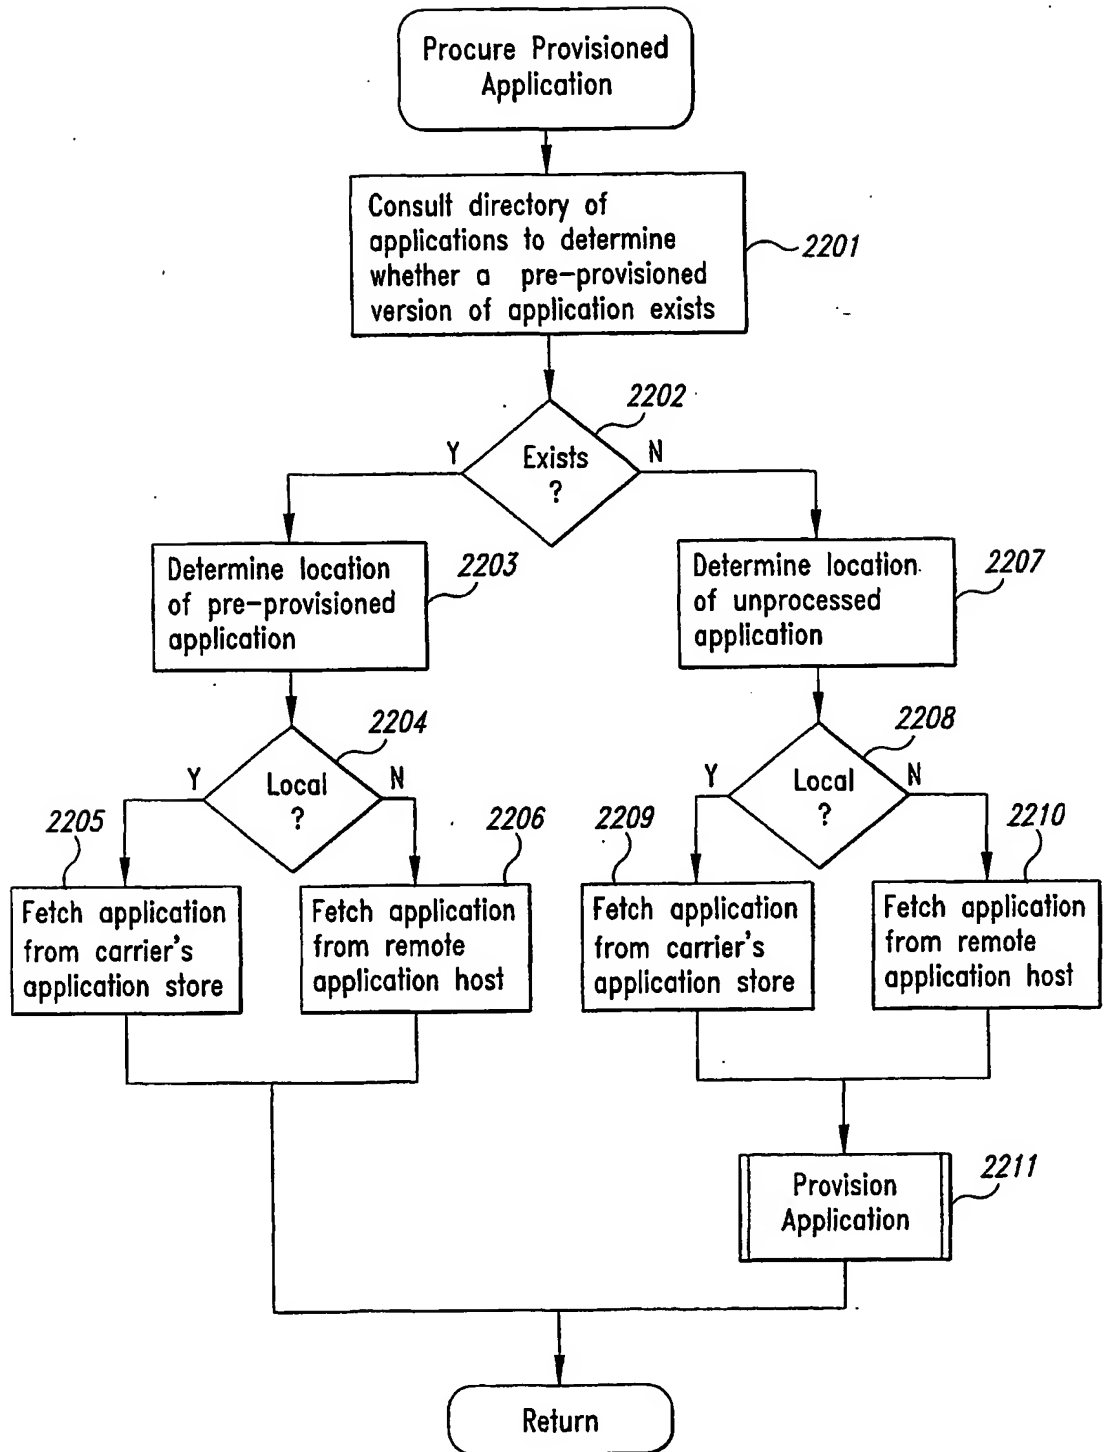 Procure Provisioned
Application
Consult directory of
applications to determine
whether a pre-provisioned
version of application exists
2201
2202
Y
Exists
?
N
Determine location
of pre-provisioned
application
2203
Determine location
of unprocessed
application
2207
2204
Y
Local
?
N
2208
Y
Local
?
N
2205
Fetch application
from carrier's
application store
2206
Fetch application
from remote
application host
2209
Fetch application
from carrier's
application store
2210
Fetch application
from remote
application host
Provision
Application
2211
Return